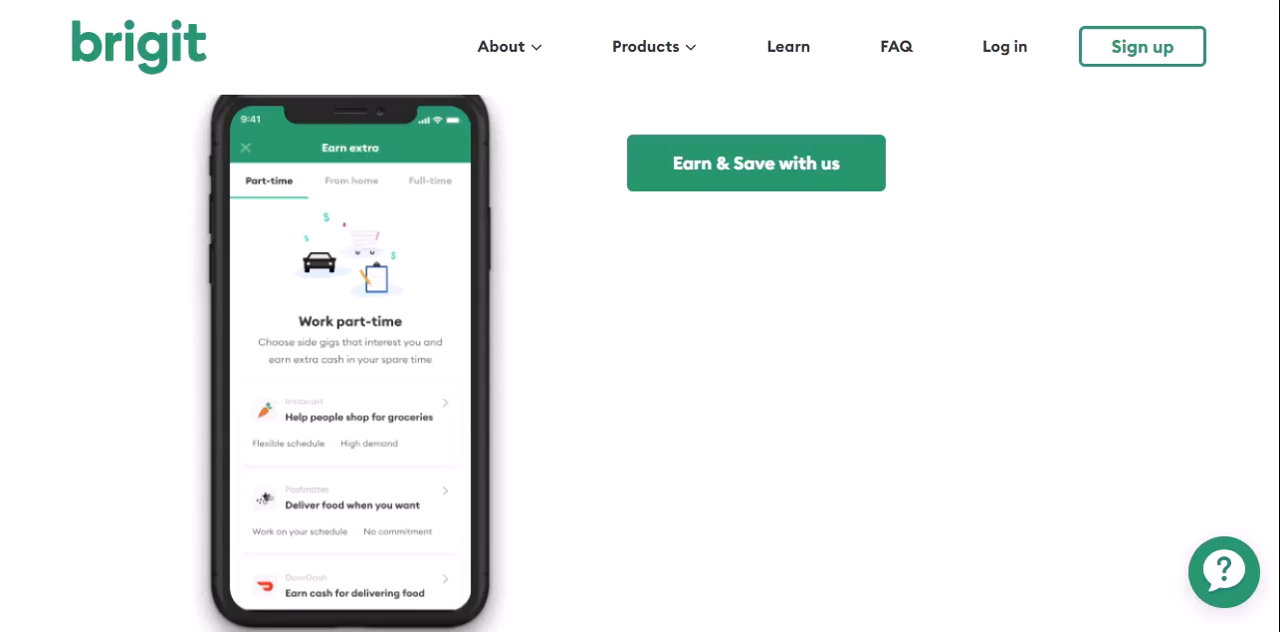 brigit
About
Products
Learn
FAQ
Log in
Sign up
9:41
Earn extra
Part-time
From home
Full-time
Work part-time
Choose side gigs that interest you and
earn extra cash in your spare time
Instacart
Help people shop for groceries
Flexible schedule
High demand
Postmates
Deliver food when you want
Work on your schedule
No commitment
DoorDash
Earn cash for delivering food
Earn & Save with us